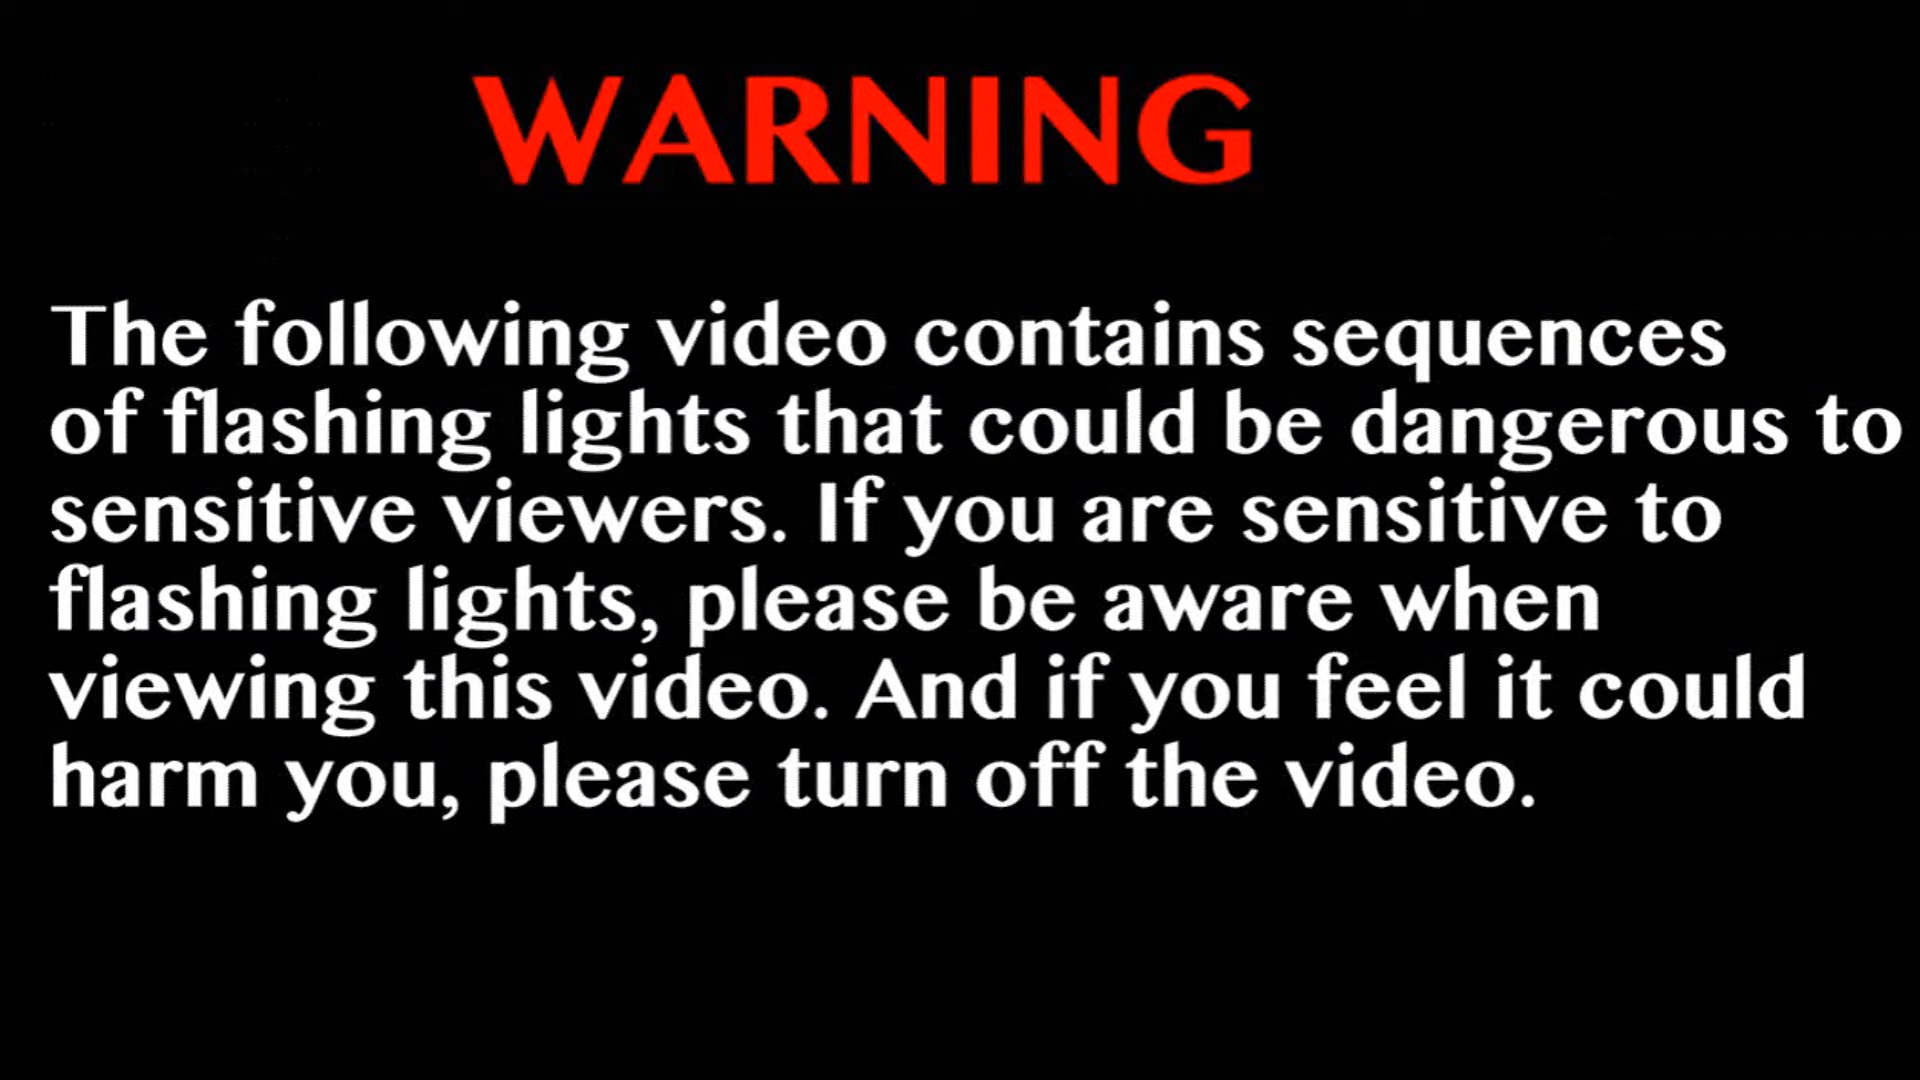 WARNING
The following video contains sequences
of flashing lights that could be dangerous to
sensitive viewers. If you are sensitive to
flashing lights, please be aware when
viewing this video. And if you feel it could
harm you, please turn off the video.